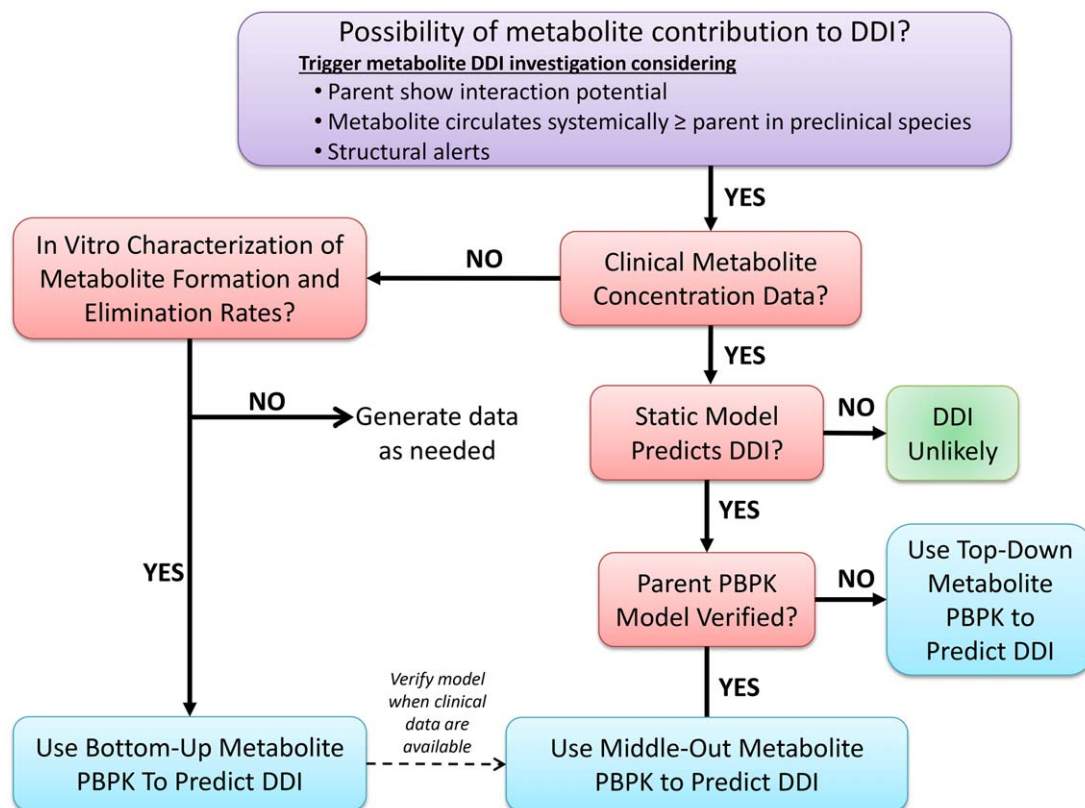 Possibility of metabolite contribution to DDI?
Trigger metabolite DDI investigation considering
• Parent show interaction potential
• Metabolite circulates systemically ≥ parent in preclinical species
• Structural alerts
YES
In Vitro Characterization of
Metabolite Formation and
Elimination Rates?
NO
Clinical Metabolite
Concentration Data?
YES
NO
Generate data
as needed
Static Model
Predicts DDI?
NO
DDI
Unlikely
YES
YES
Parent PBPK
Model Verified?
NO
Use Top-Down
Metabolite
PBPK to
Predict DDI
YES
Verify model
when clinical
data are
available
Use Bottom-Up Metabolite
PBPK To Predict DDI
Use Middle-Out Metabolite
PBPK to Predict DDI